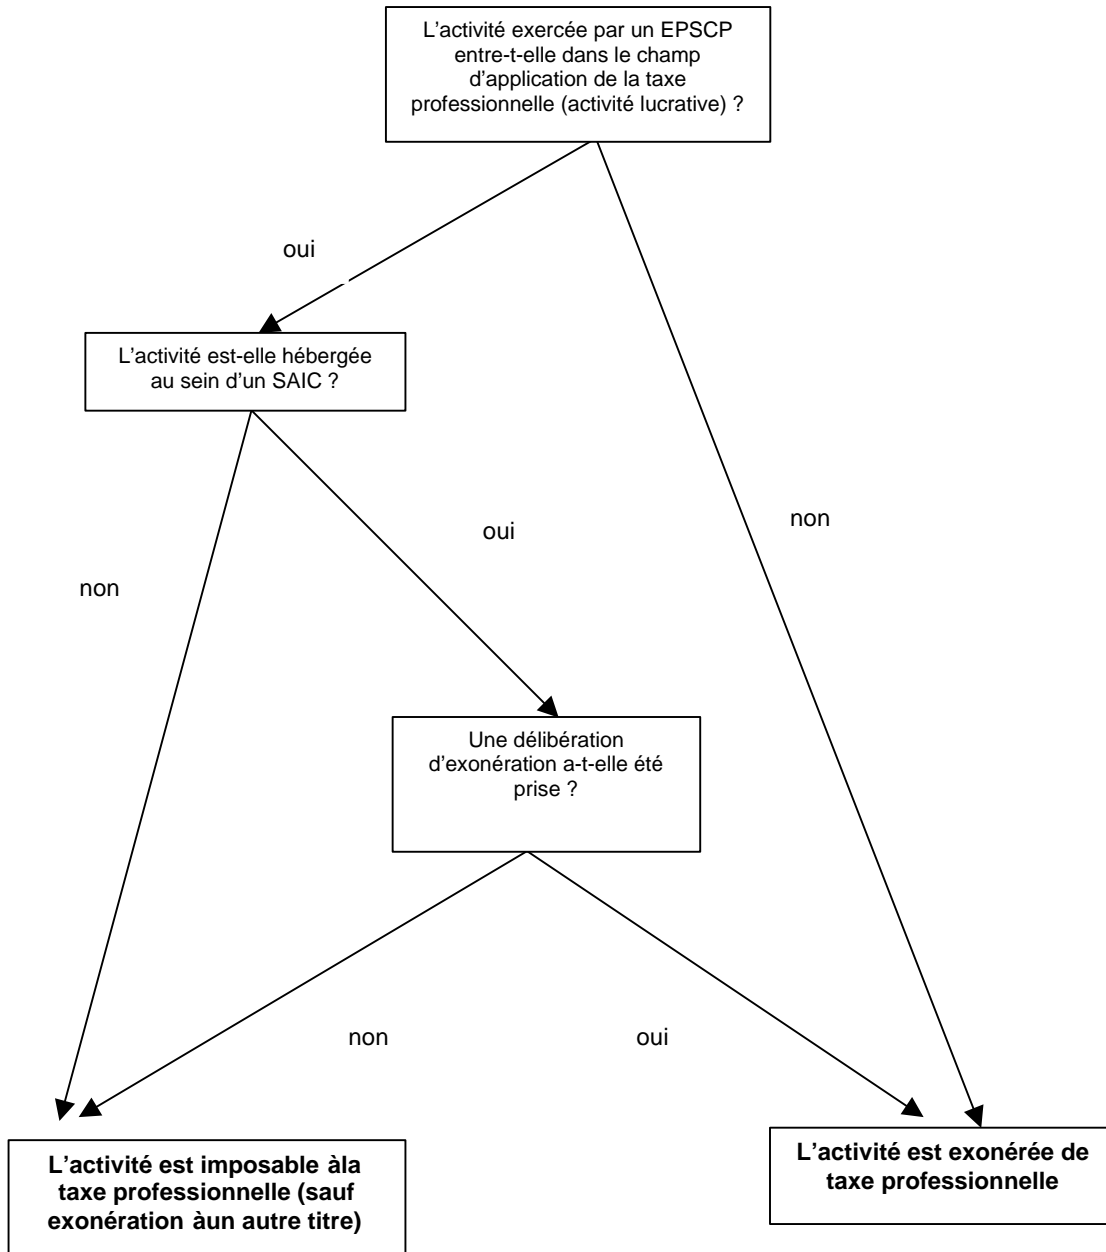 L’activité exercée par un EPSCP
entre-t-elle dans le champ
d’application de la taxe
professionnelle (activité lucrative) ?
oui
L’activité est-elle hébergée
au sein d’un SAIC ?
oui
non
non
Une délibération
d’exonération a-t-elle été
prise ?
non
oui
L’activité est imposable àla
taxe professionnelle (sauf
exonération àun autre titre)
L’activité est exonérée de
taxe professionnelle